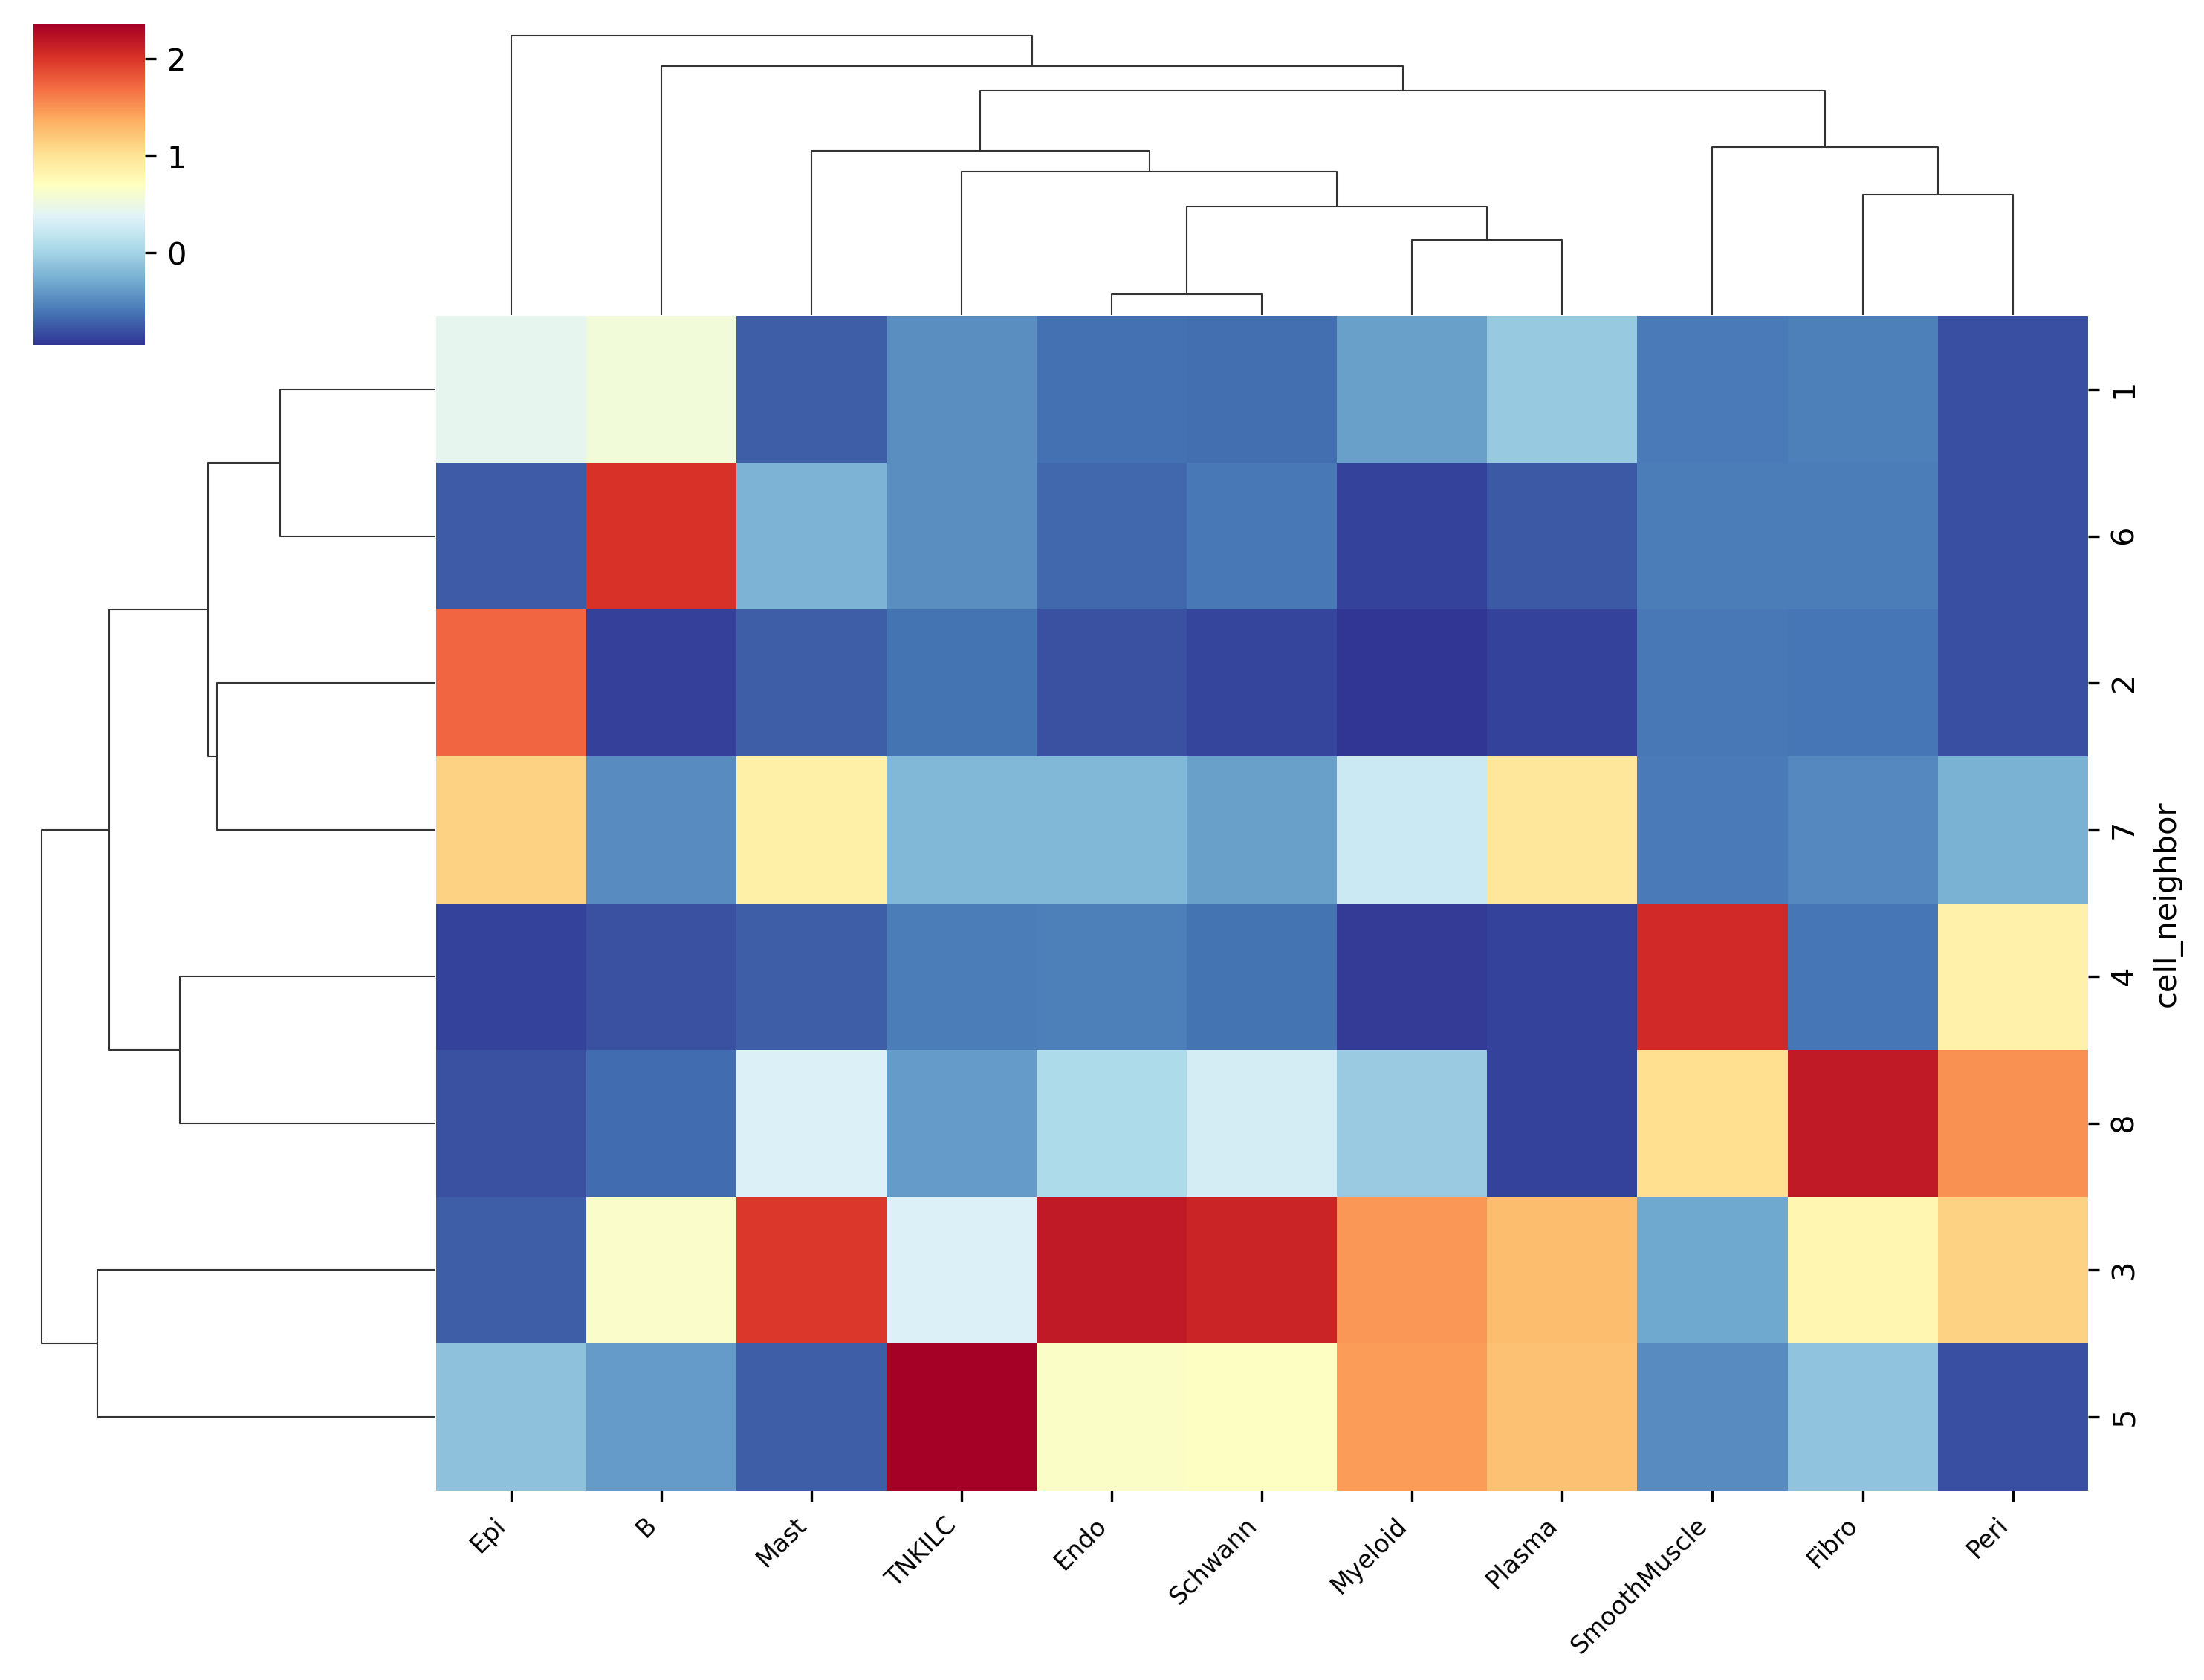 2
1
0
1
6
2
7
4
8
3
5
cell_neighbor
Epi
B
Mast
TNKILC
Endo
Schwann
Myeloid
Plasma
SmoothMuscle
Fibro
Peri